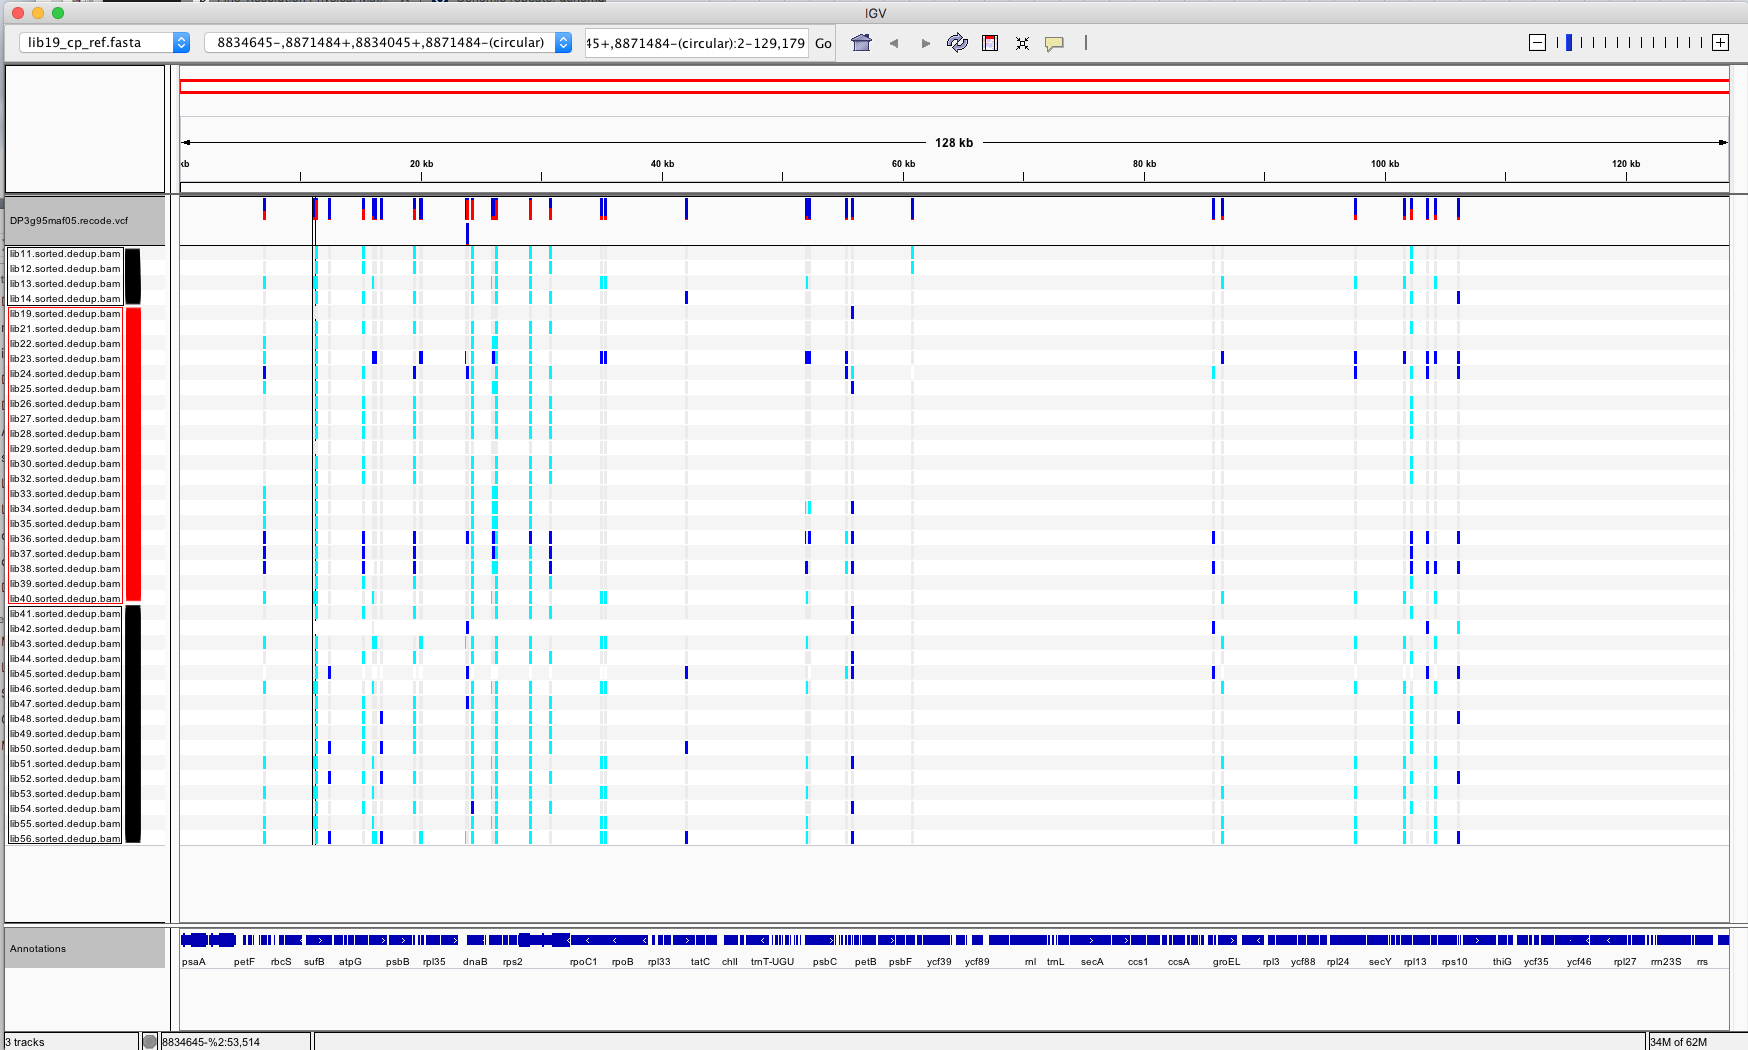 IGV
lib19_cp_ref.fasta
8834645-,8871484+,8834045+,8871484-(circular)
45+,8871484-(circular):2-129,179
Go
128 kb
kb 20 kb 40 kb 60 kb 80 kb 100 kb 120 kb
DP3g95maf05.recode.vcf
lib11.sorted.dedup.bam
lib12.sorted.dedup.bam
lib13.sorted.dedup.bam
lib14.sorted.dedup.bam
lib19.sorted.dedup.bam
lib21.sorted.dedup.bam
lib22.sorted.dedup.bam
lib23.sorted.dedup.bam
lib24.sorted.dedup.bam
lib25.sorted.dedup.bam
lib26.sorted.dedup.bam
lib27.sorted.dedup.bam
lib28.sorted.dedup.bam
lib29.sorted.dedup.bam
lib30.sorted.dedup.bam
lib32.sorted.dedup.bam
lib33.sorted.dedup.bam
lib34.sorted.dedup.bam
lib35.sorted.dedup.bam
lib36.sorted.dedup.bam
lib37.sorted.dedup.bam
lib38.sorted.dedup.bam
lib39.sorted.dedup.bam
lib40.sorted.dedup.bam
lib41.sorted.dedup.bam
lib42.sorted.dedup.bam
lib43.sorted.dedup.bam
lib44.sorted.dedup.bam
lib45.sorted.dedup.bam
lib46.sorted.dedup.bam
lib47.sorted.dedup.bam
lib48.sorted.dedup.bam
lib49.sorted.dedup.bam
lib50.sorted.dedup.bam
lib51.sorted.dedup.bam
lib52.sorted.dedup.bam
lib53.sorted.dedup.bam
lib54.sorted.dedup.bam
lib55.sorted.dedup.bam
lib56.sorted.dedup.bam
Annotations
psaA petF rbcS sufB atpG psbB rpl35 dnaB rps2 rpoC1 rpoB rpl33 tatC chlI trnT-UGU psbC petB psbF ycf39 ycf89 rnl trnL secA ccs1 ccsA groEL rpl3 ycf88 rpl24 secY rpl13 rps10 thiG ycf35 ycf46 rpl27 rrn23S rrs
3 tracks
8834645-%2:53,514
34M of 62M